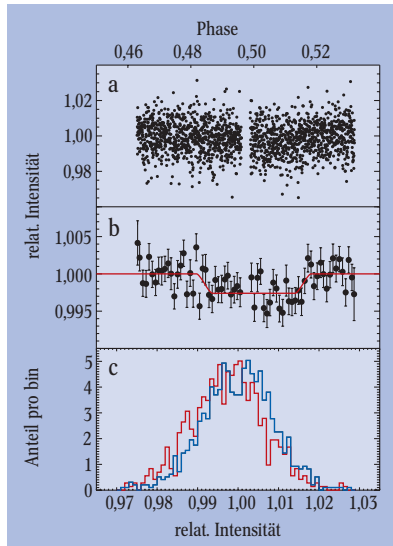 Phase
0,46 0,48 0,50 0,52
a
1,02
1,00
0,98
relat. Intensität
b
1,005
1,000
0,995
c
5
4
3
2
1
0
Anteil pro bin
0,97 0,98 0,99 1,00 1,01 1,02 1,03
relat. Intensität